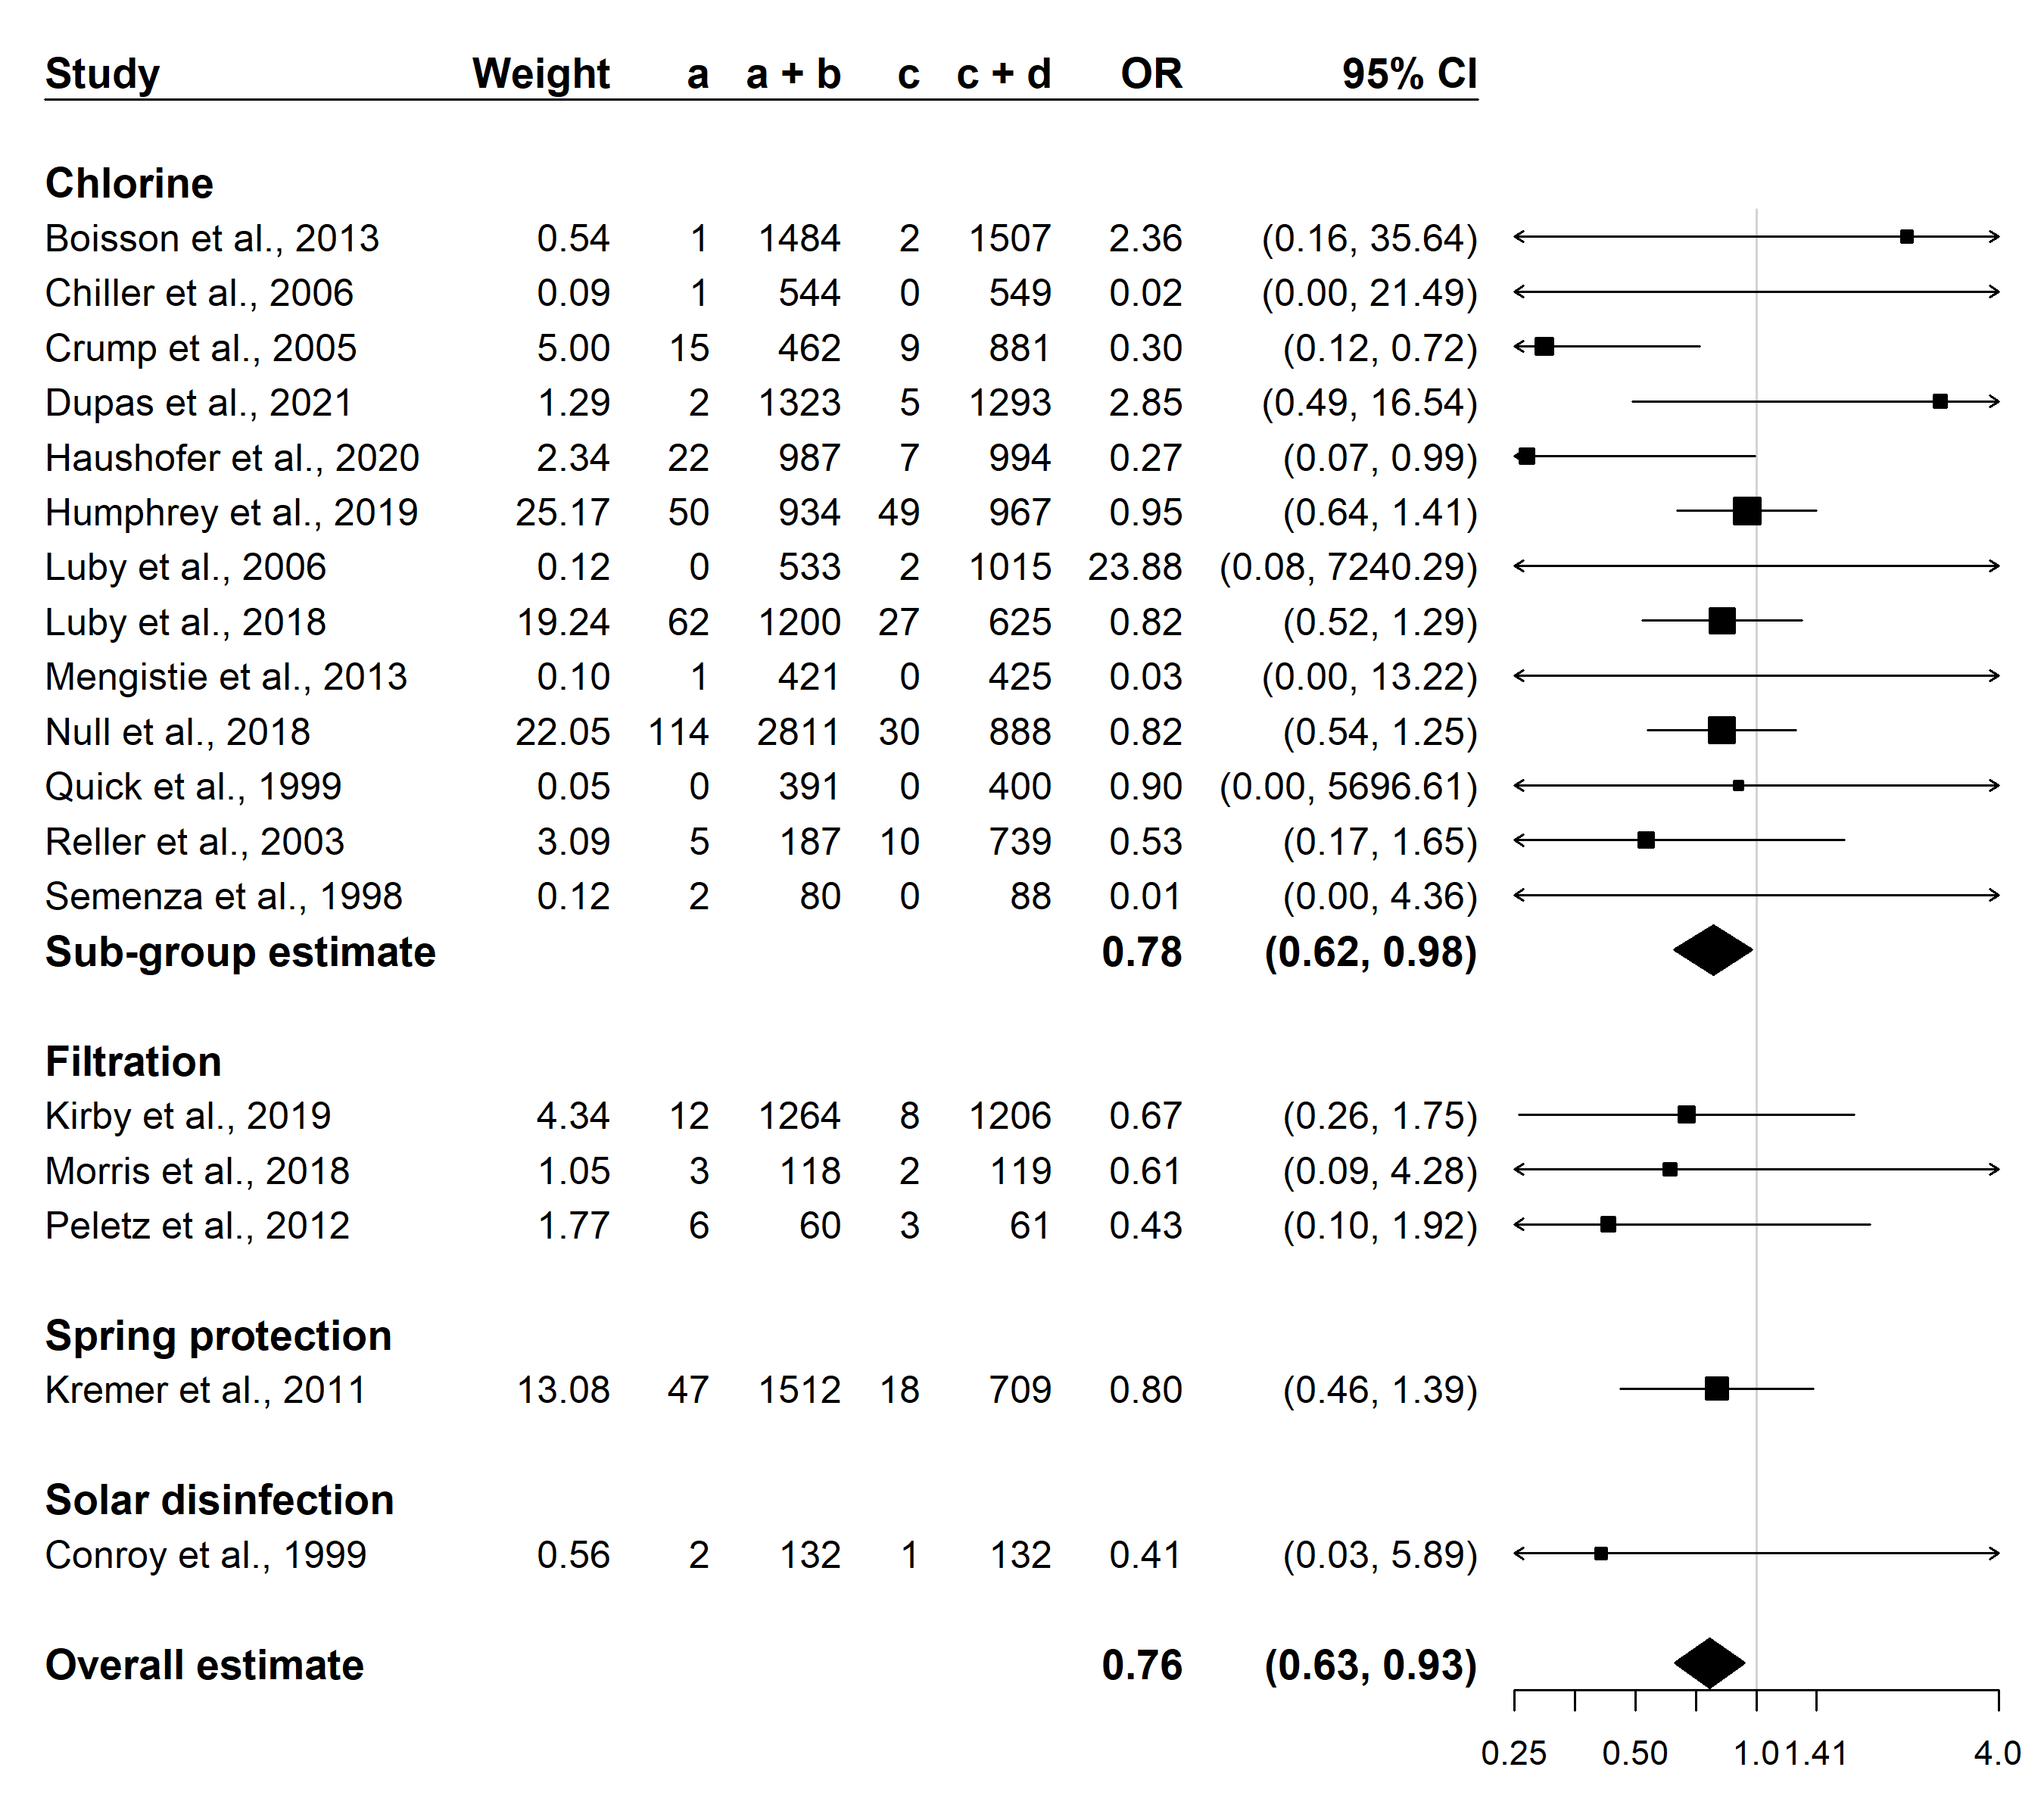 Study Weight a a + b c c + d OR 95% CI
Chlorine
Boisson et al., 2013 0.54 1 1484 2 1507 2.36 (0.16, 35.64)
Chiller et al., 2006 0.09 1 544 0 549 0.02 (0.00, 21.49)
Crump et al., 2005 5.00 15 462 9 881 0.30 (0.12, 0.72)
Dupas et al., 2021 1.29 2 1323 5 1293 2.85 (0.49, 16.54)
Haushofer et al., 2020 2.34 22 987 7 994 0.27 (0.07, 0.99)
Humphrey et al., 2019 25.17 50 934 49 967 0.95 (0.64, 1.41)
Luby et al., 2006 0.12 0 533 2 1015 23.88 (0.08, 7240.29)
Luby et al., 2018 19.24 62 1200 27 625 0.82 (0.52, 1.29)
Mengistie et al., 2013 0.10 1 421 0 425 0.03 (0.00, 13.22)
Null et al., 2018 22.05 114 2811 30 888 0.82 (0.54, 1.25)
Quick et al., 1999 0.05 0 391 0 400 0.90 (0.00, 5696.61)
Reller et al., 2003 3.09 5 187 10 739 0.53 (0.17, 1.65)
Semenza et al., 1998 0.12 2 80 0 88 0.01 (0.00, 4.36)
Sub-group estimate 0.78 (0.62, 0.98)
Filtration
Kirby et al., 2019 4.34 12 1264 8 1206 0.67 (0.26, 1.75)
Morris et al., 2018 1.05 3 118 2 119 0.61 (0.09, 4.28)
Peletz et al., 2012 1.77 6 60 3 61 0.43 (0.10, 1.92)
Spring protection
Kremer et al., 2011 13.08 47 1512 18 709 0.80 (0.46, 1.39)
Solar disinfection
Conroy et al., 1999 0.56 2 132 1 132 0.41 (0.03, 5.89)
Overall estimate 0.76 (0.63, 0.93)
0.25 0.50 1.0 1.41 4.0